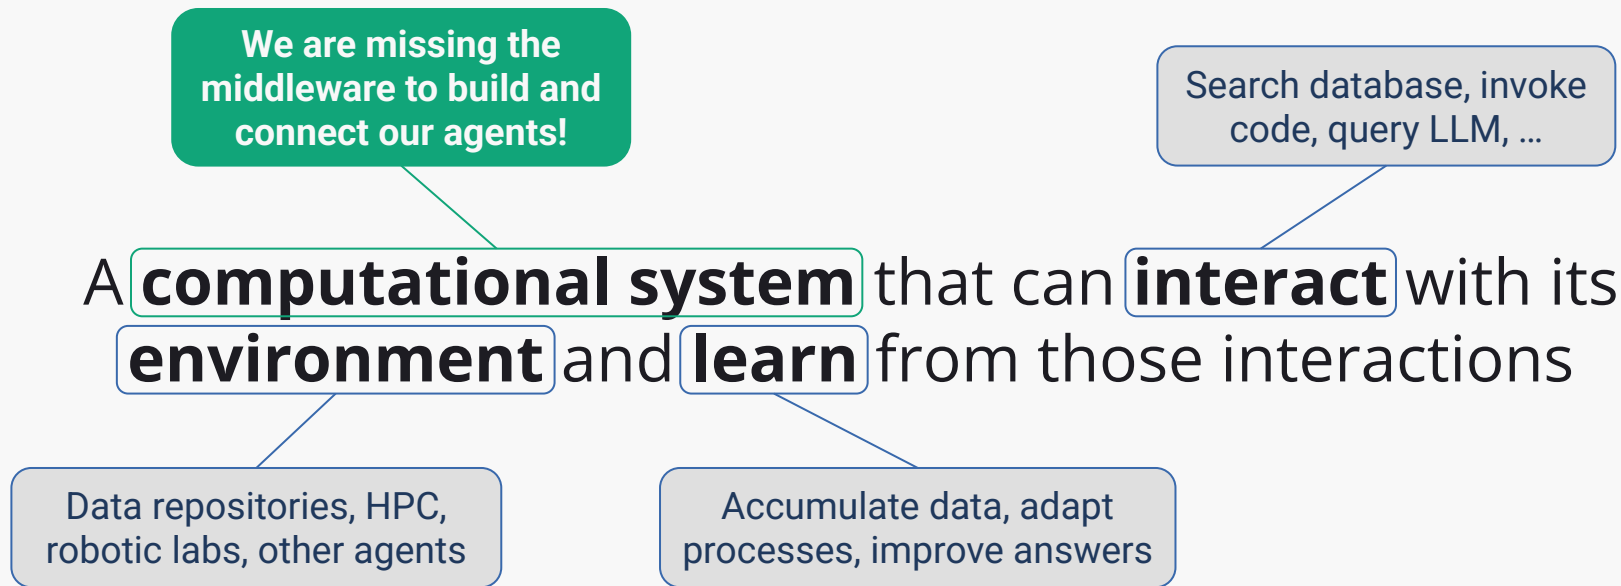 We are missing the
middleware to build and
connect our agents!
Search database, invoke
code, query LLM, ...
A computational system that can interact with its
environment and learn from those interactions
Data repositories, HPC,
robotic labs, other agents
Accumulate data, adapt
processes, improve answers